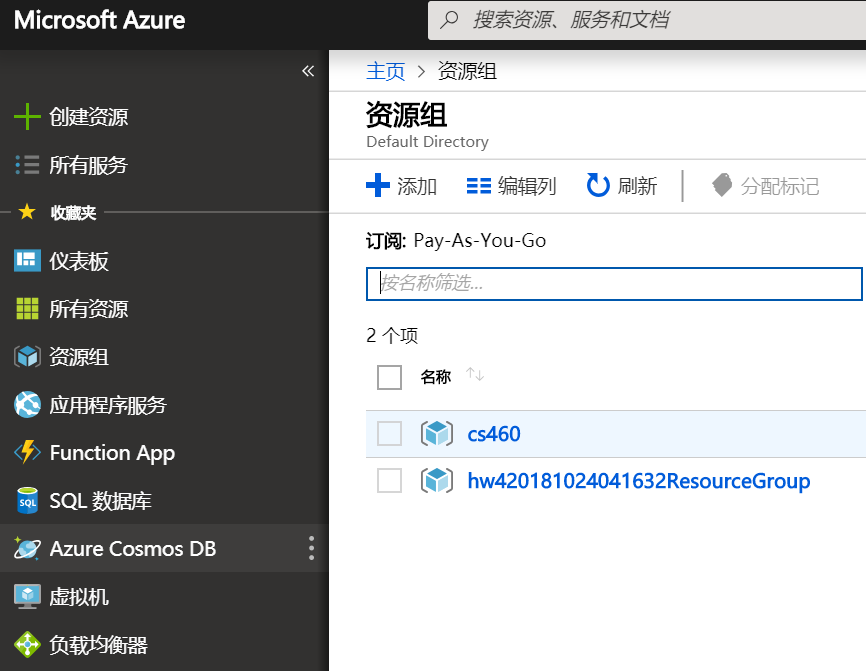 Microsoft Azure
搜索资源、服务和文档
«
创建资源
所有服务
收藏夹
仪表板
所有资源
资源组
应用程序服务
Function App
SQL 数据库
Azure Cosmos DB
虚拟机
负载均衡器
主页 > 资源组
资源组
Default Directory
添加 编辑列 刷新 分配标记
订阅: Pay-As-You-Go
按名称筛选...
2 个项
名称 ↑↓
cs460
hw420181024041632ResourceGroup